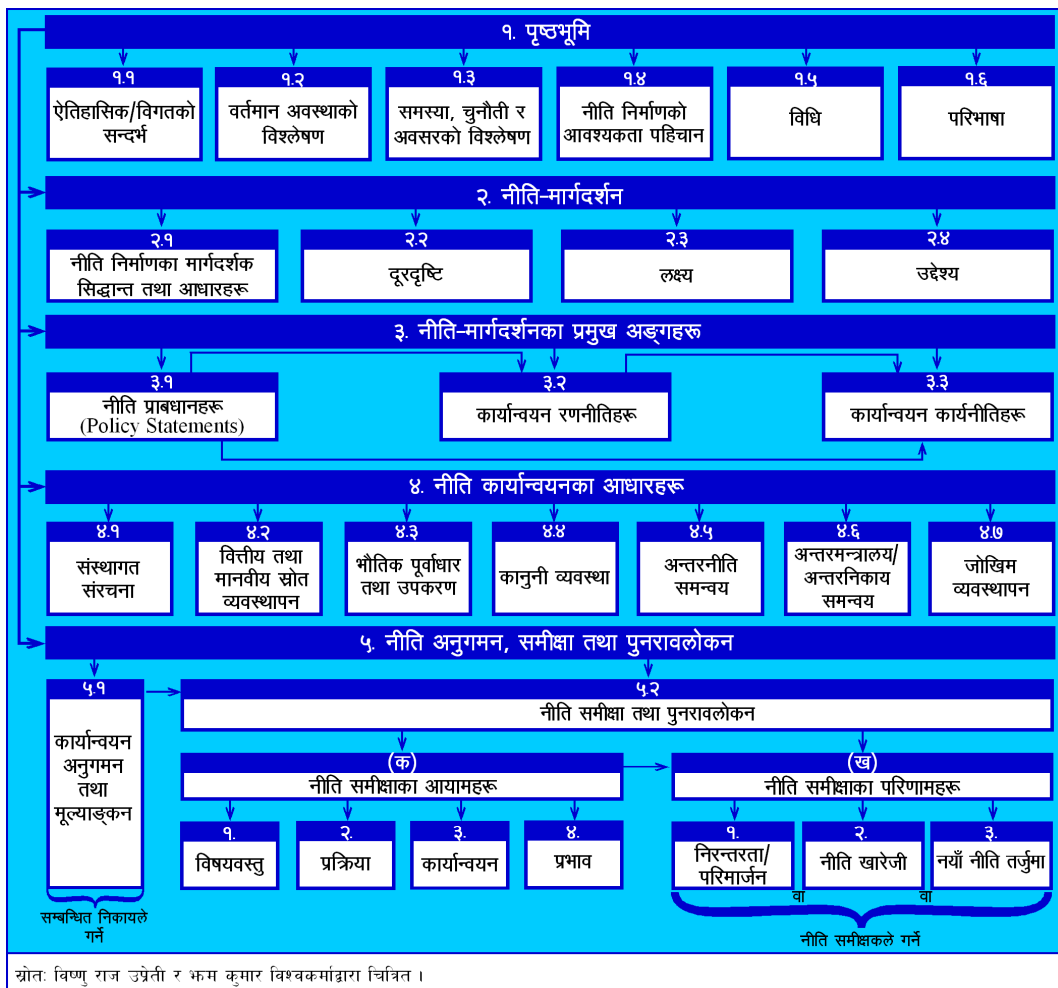 १. पृष्ठभूमि
१.१
ऐतिहासिक/विगतको
सन्दर्भ
१.२
वर्तमान अवस्थाको
विश्लेषण
१.३
समस्या, चुनौती र
अवसरको विश्लेषण
१.४
नीति निर्माणको
आवश्यकता पहिचान
१.५
विधि
१.६
परिभाषा
२. नीति-मार्गदर्शन
२.१
नीति निर्माणका मार्गदर्शक
सिद्धान्त तथा आधारहरू
२.२
दूरदृष्टि
२.३
लक्ष्य
२.४
उद्देश्य
३. नीति-मार्गदर्शनका प्रमुख अङ्गहरू
३.१
नीति प्राबधानहरू
(Policy Statements)
३.२
कार्यान्वयन रणनीतिहरू
३.३
कार्यान्वयन कार्यनीतिहरू
४. नीति कार्यान्वयनका आधारहरू
४.१
संस्थागत
संरचना
४.२
वित्तीय तथा
मानवीय स्रोत
व्यवस्थापन
४.३
भौतिक पूर्वाधार
तथा उपकरण
४.४
कानुनी व्यवस्था
४.५
अन्तरनीति
समन्वय
४.६
अन्तरमन्त्रालय/
अन्तरनिकाय
समन्वय
४.७
जोखिम
व्यवस्थापन
५. नीति अनुगमन, समीक्षा तथा पुनरावलोकन
५.१
कार्यान्वयन
अनुगमन
तथा
मूल्याङ्कन
सम्बन्धित निकायले
गर्ने
५.२
नीति समीक्षा तथा पुनरावलोकन
(क)
नीति समीक्षाका आयामहरू
१.
विषयवस्तु
२.
प्रक्रिया
३.
कार्यान्वयन
४.
प्रभाव
(ख)
नीति समीक्षाका परिणामहरू
१.
निरन्तरता/
परिमार्जन
वा
२.
नीति खारेजी
वा
३.
नयाँ नीति तर्जुमा
नीति समीक्षकले गर्ने
स्रोतः विष्णु राज उप्रेती र झम कुमार विश्वकर्माद्वारा चित्रित ।